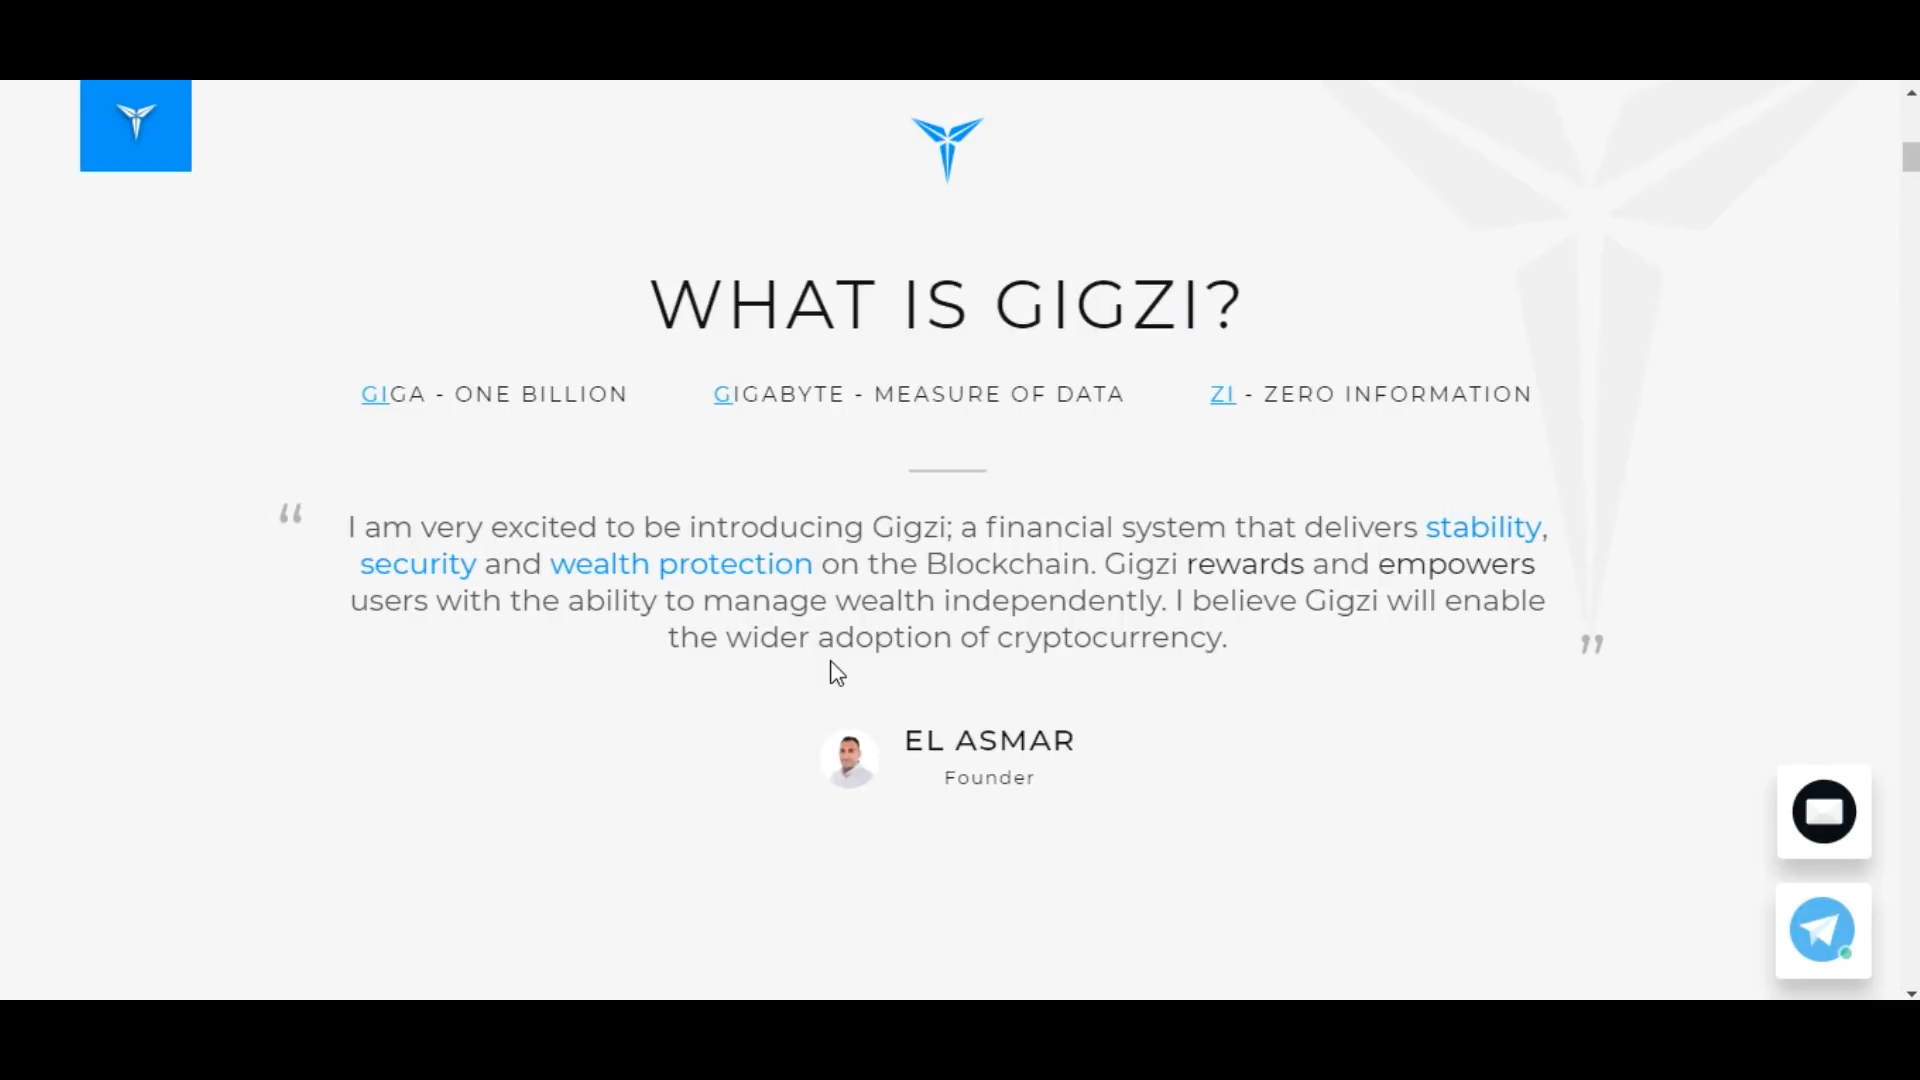 WHAT IS GIGZI?
GIGA - ONE BILLION
GIGABYTE - MEASURE OF DATA
ZI - ZERO INFORMATION
“ I am very excited to be introducing Gigzi; a financial system that delivers stability,
security and wealth protection on the Blockchain. Gigzi rewards and empowers
users with the ability to manage wealth independently. I believe Gigzi will enable
the wider adoption of cryptocurrency. ”
EL ASMAR
Founder